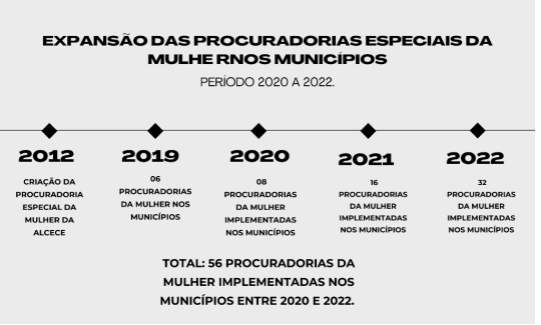 EXPANSÃO DAS PROCURADORIAS ESPECIAIS DA
MULHE RNOS MUNICÍPIOS
PERÍODO 2020 A 2022.
2012
CRIAÇÃO DA
PROCURADORIA
ESPECIAL DA
MULHER DA
ALCECE
2019
06
PROCURADORIAS
DA MULHER NOS
MUNICÍPIOS
2020
08
PROCURADORIAS
DA MULHER
IMPLEMENTADAS
NOS MUNICÍPIOS
2021
16
PROCURADORIAS
DA MULHER
IMPLEMENTADAS
NOS MUNICÍPIOS
2022
32
PROCURADORIAS
DA MULHER
IMPLEMENTADAS
NOS MUNICÍPIOS
TOTAL: 56 PROCURADORIAS DA
MULHER IMPLEMENTADAS NOS
MUNICÍPIOS ENTRE 2020 E 2022.